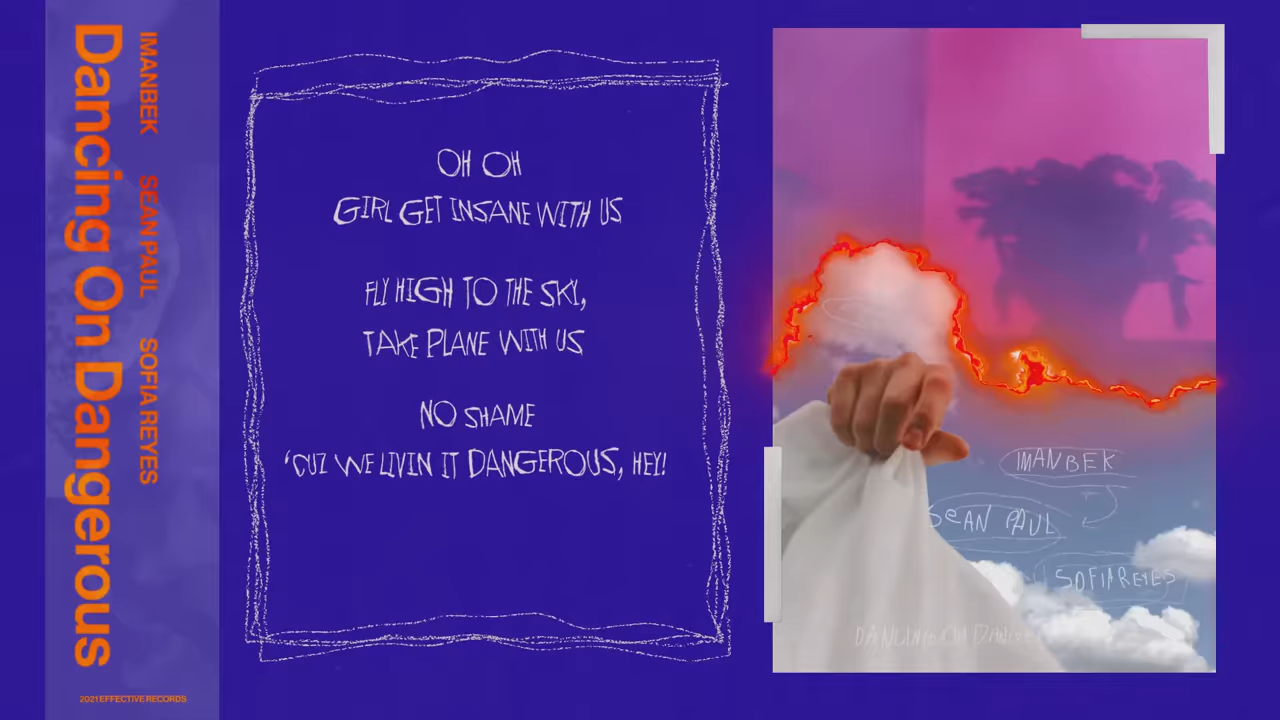 IMANBEK SEAN PAUL SOFIA REYES
Dancing On Dangerous
2021 EFFECTIVE RECORDS
OH OH
GIRL GET INSANE WITH US
FLY HIGH TO THE SKY,
TAKE PLANE WITH US
NO SHAME
'CUZ WE LIVIN IT DANGEROUS, HEY!
IMANBEK
SEAN PAUL
SOFIA REYES
DANCING ON